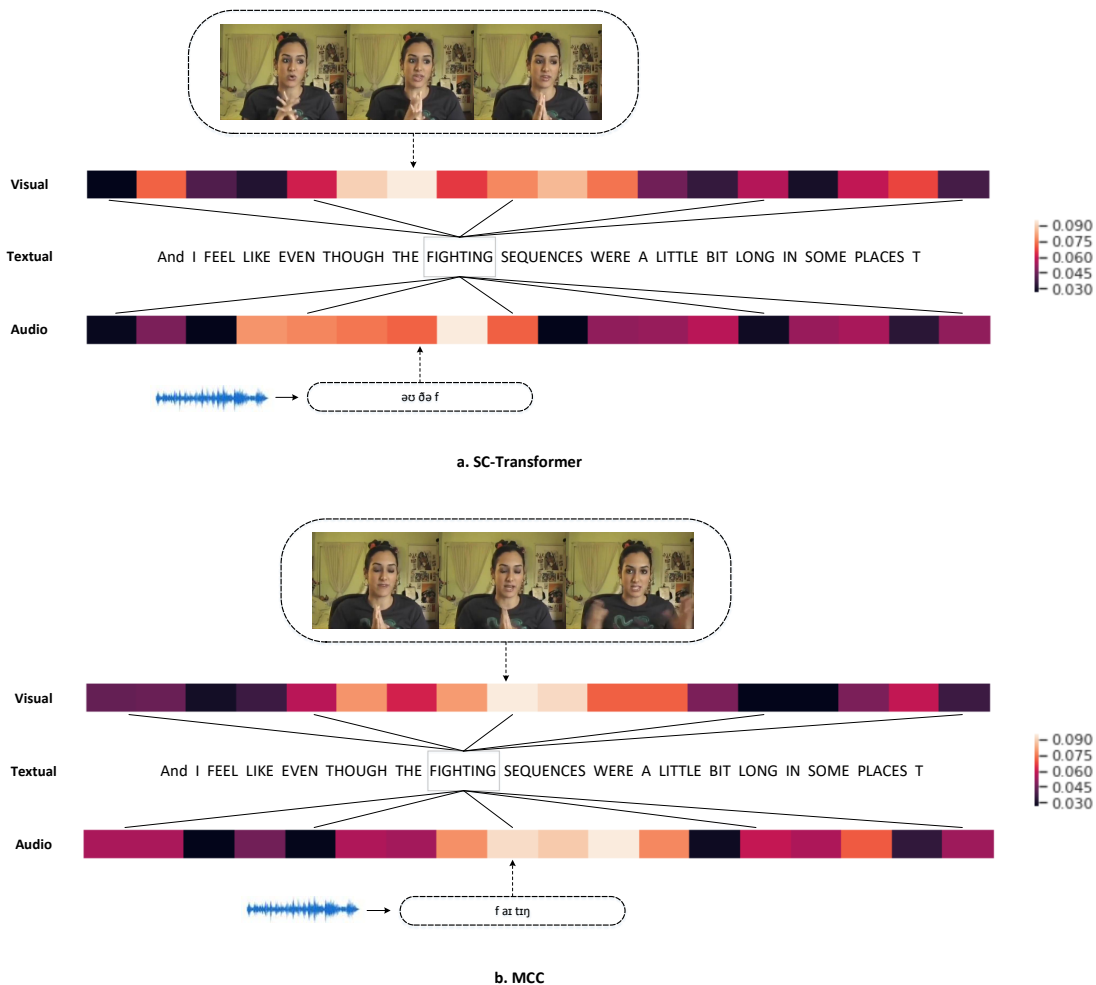 Visual
Textual
And I FEEL LIKE EVEN THOUGH THE FIGHTING SEQUENCES WERE A LITTLE BIT LONG IN SOME PLACES T
0.090
0.075
0.060
0.045
0.030
Audio
əʊ ðə f
a. SC-Transformer
Visual
Textual
And I FEEL LIKE EVEN THOUGH THE FIGHTING SEQUENCES WERE A LITTLE BIT LONG IN SOME PLACES T
0.090
0.075
0.060
0.045
0.030
Audio
f aɪ tɪŋ
b. MCC